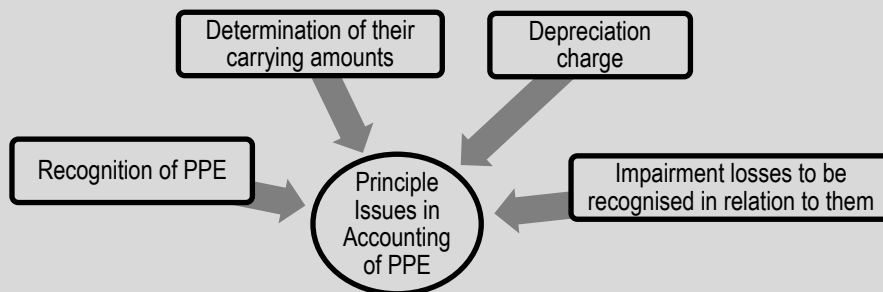 Determination of their
carrying amounts
Depreciation
charge
Recognition of PPE
Principle
Issues in
Accounting
of PPE
Impairment losses to be
recognised in relation to them